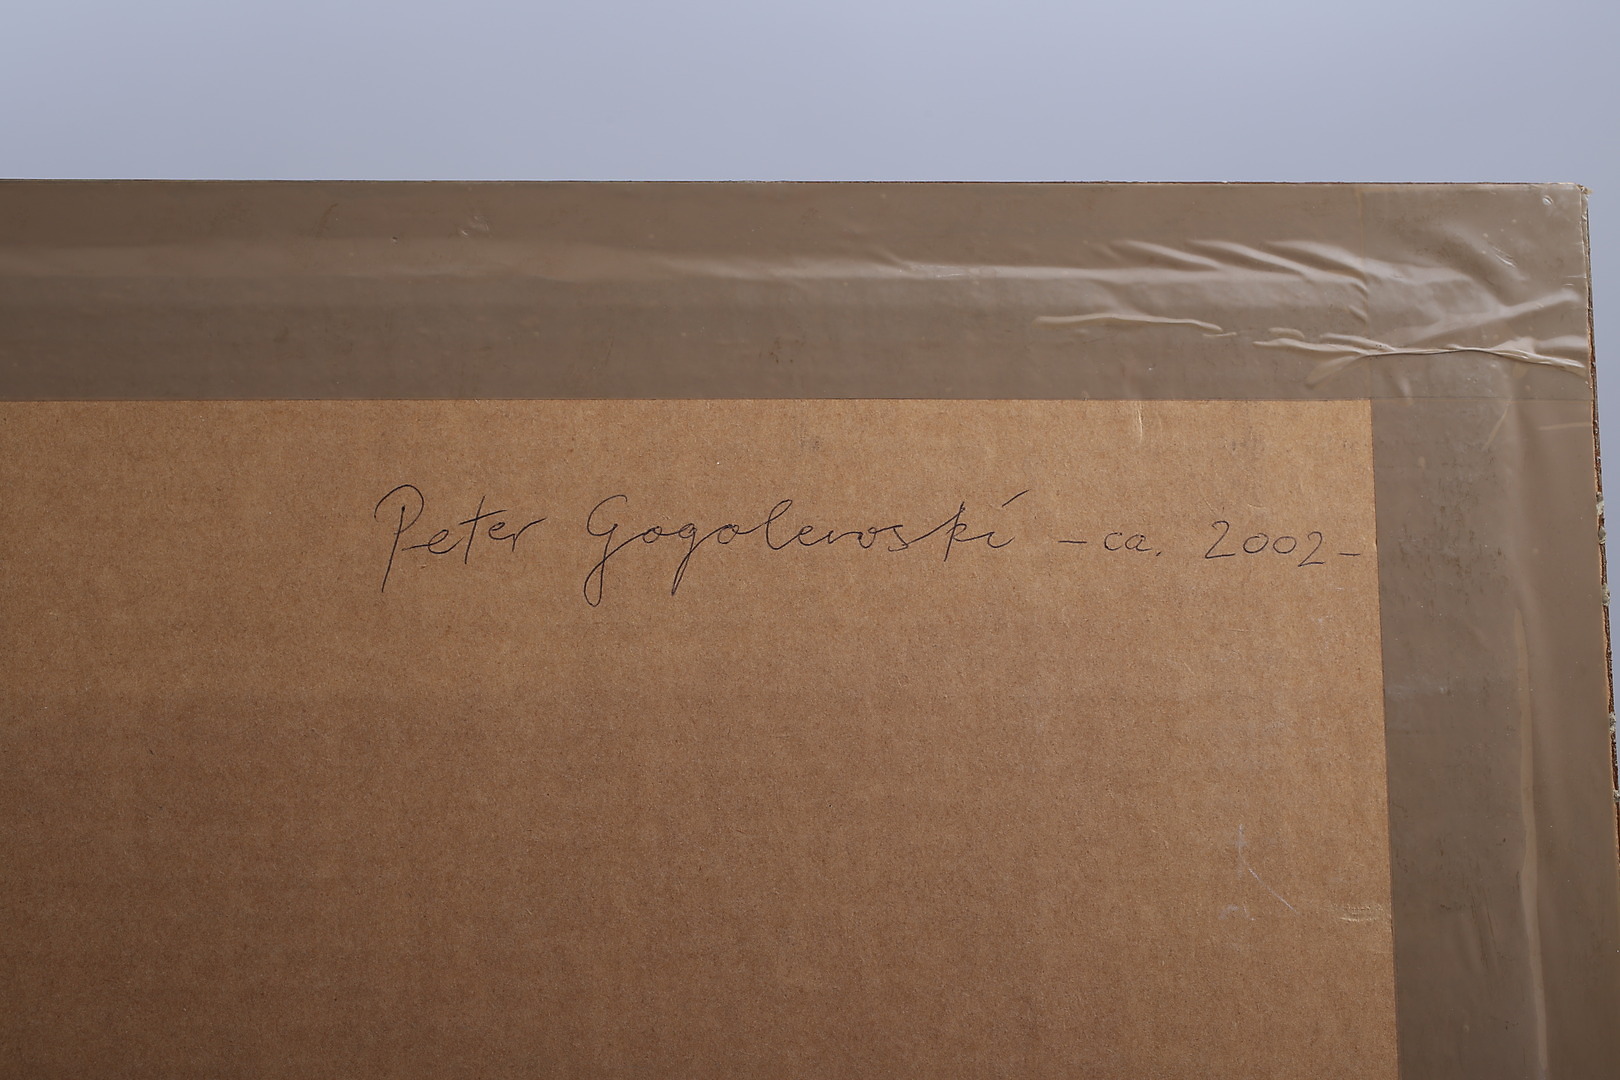 Peter Gogolewski - ca. 2002 -